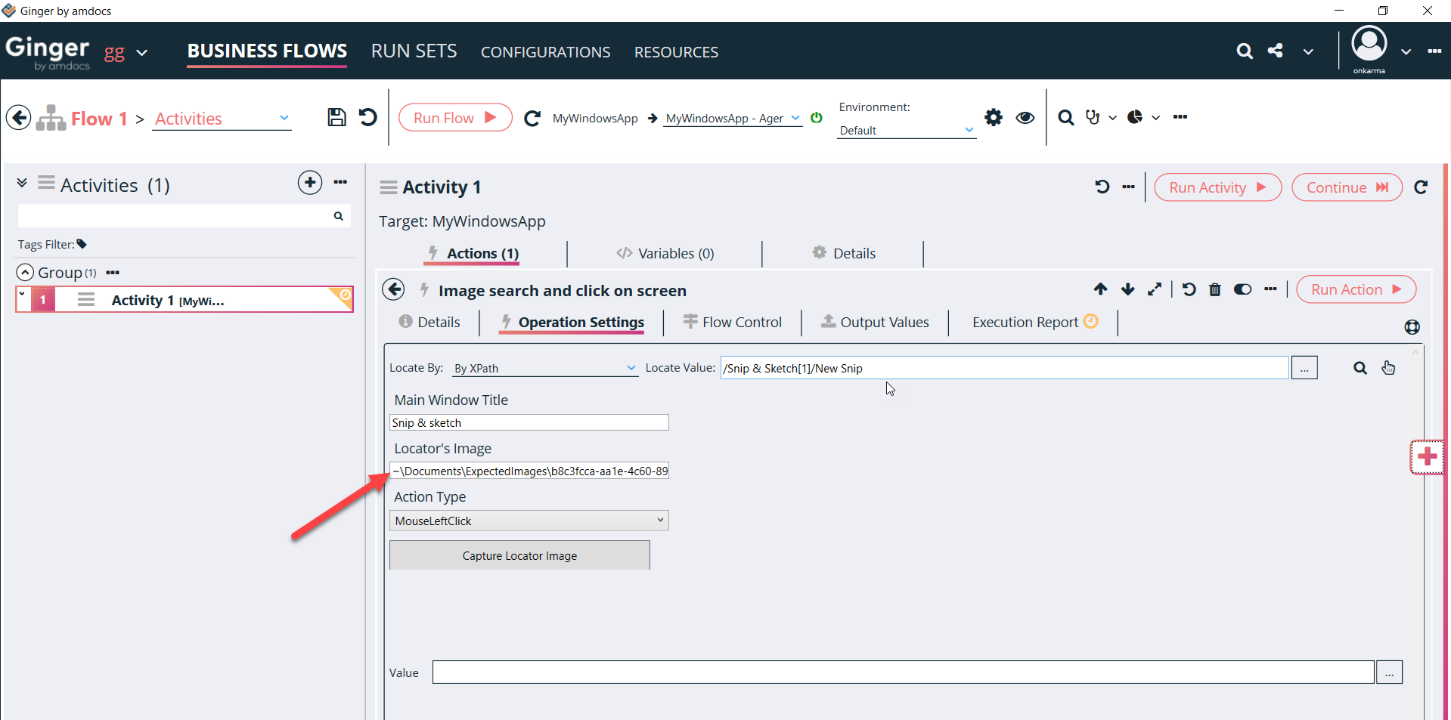 Ginger by amdocs
Ginger by amdocs gg BUSINESS FLOWS RUN SETS CONFIGURATIONS RESOURCES onkarma
Flow 1 > Activities Run Flow MyWindowsApp MyWindowsApp - Ager Environment: Default
Activities (1)
Tags Filter:
Group (1)
1 Activity 1 [MyWi...
Activity 1 Run Activity Continue
Target: MyWindowsApp
Actions (1) </> Variables (0) Details
Image search and click on screen Run Action
Details Operation Settings Flow Control Output Values Execution Report
Locate By: By XPath Locate Value: /Snip & Sketch[1]/New Snip ...
Main Window Title
Snip & sketch
Locator's Image
~\Documents\ExpectedImages\b8c3fcca-aa1e-4c60-89
Action Type
MouseLeftClick
Capture Locator Image
Value ...